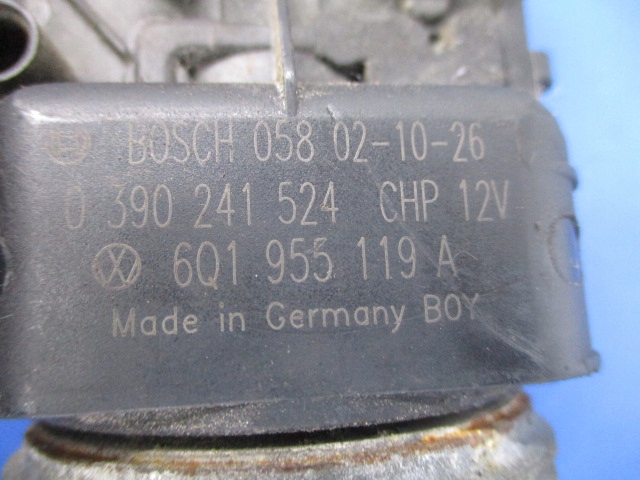 BOSCH 058 02-10-26
0 390 241 524 CHP 12V
6Q1 955 119 A
Made in Germany BOY